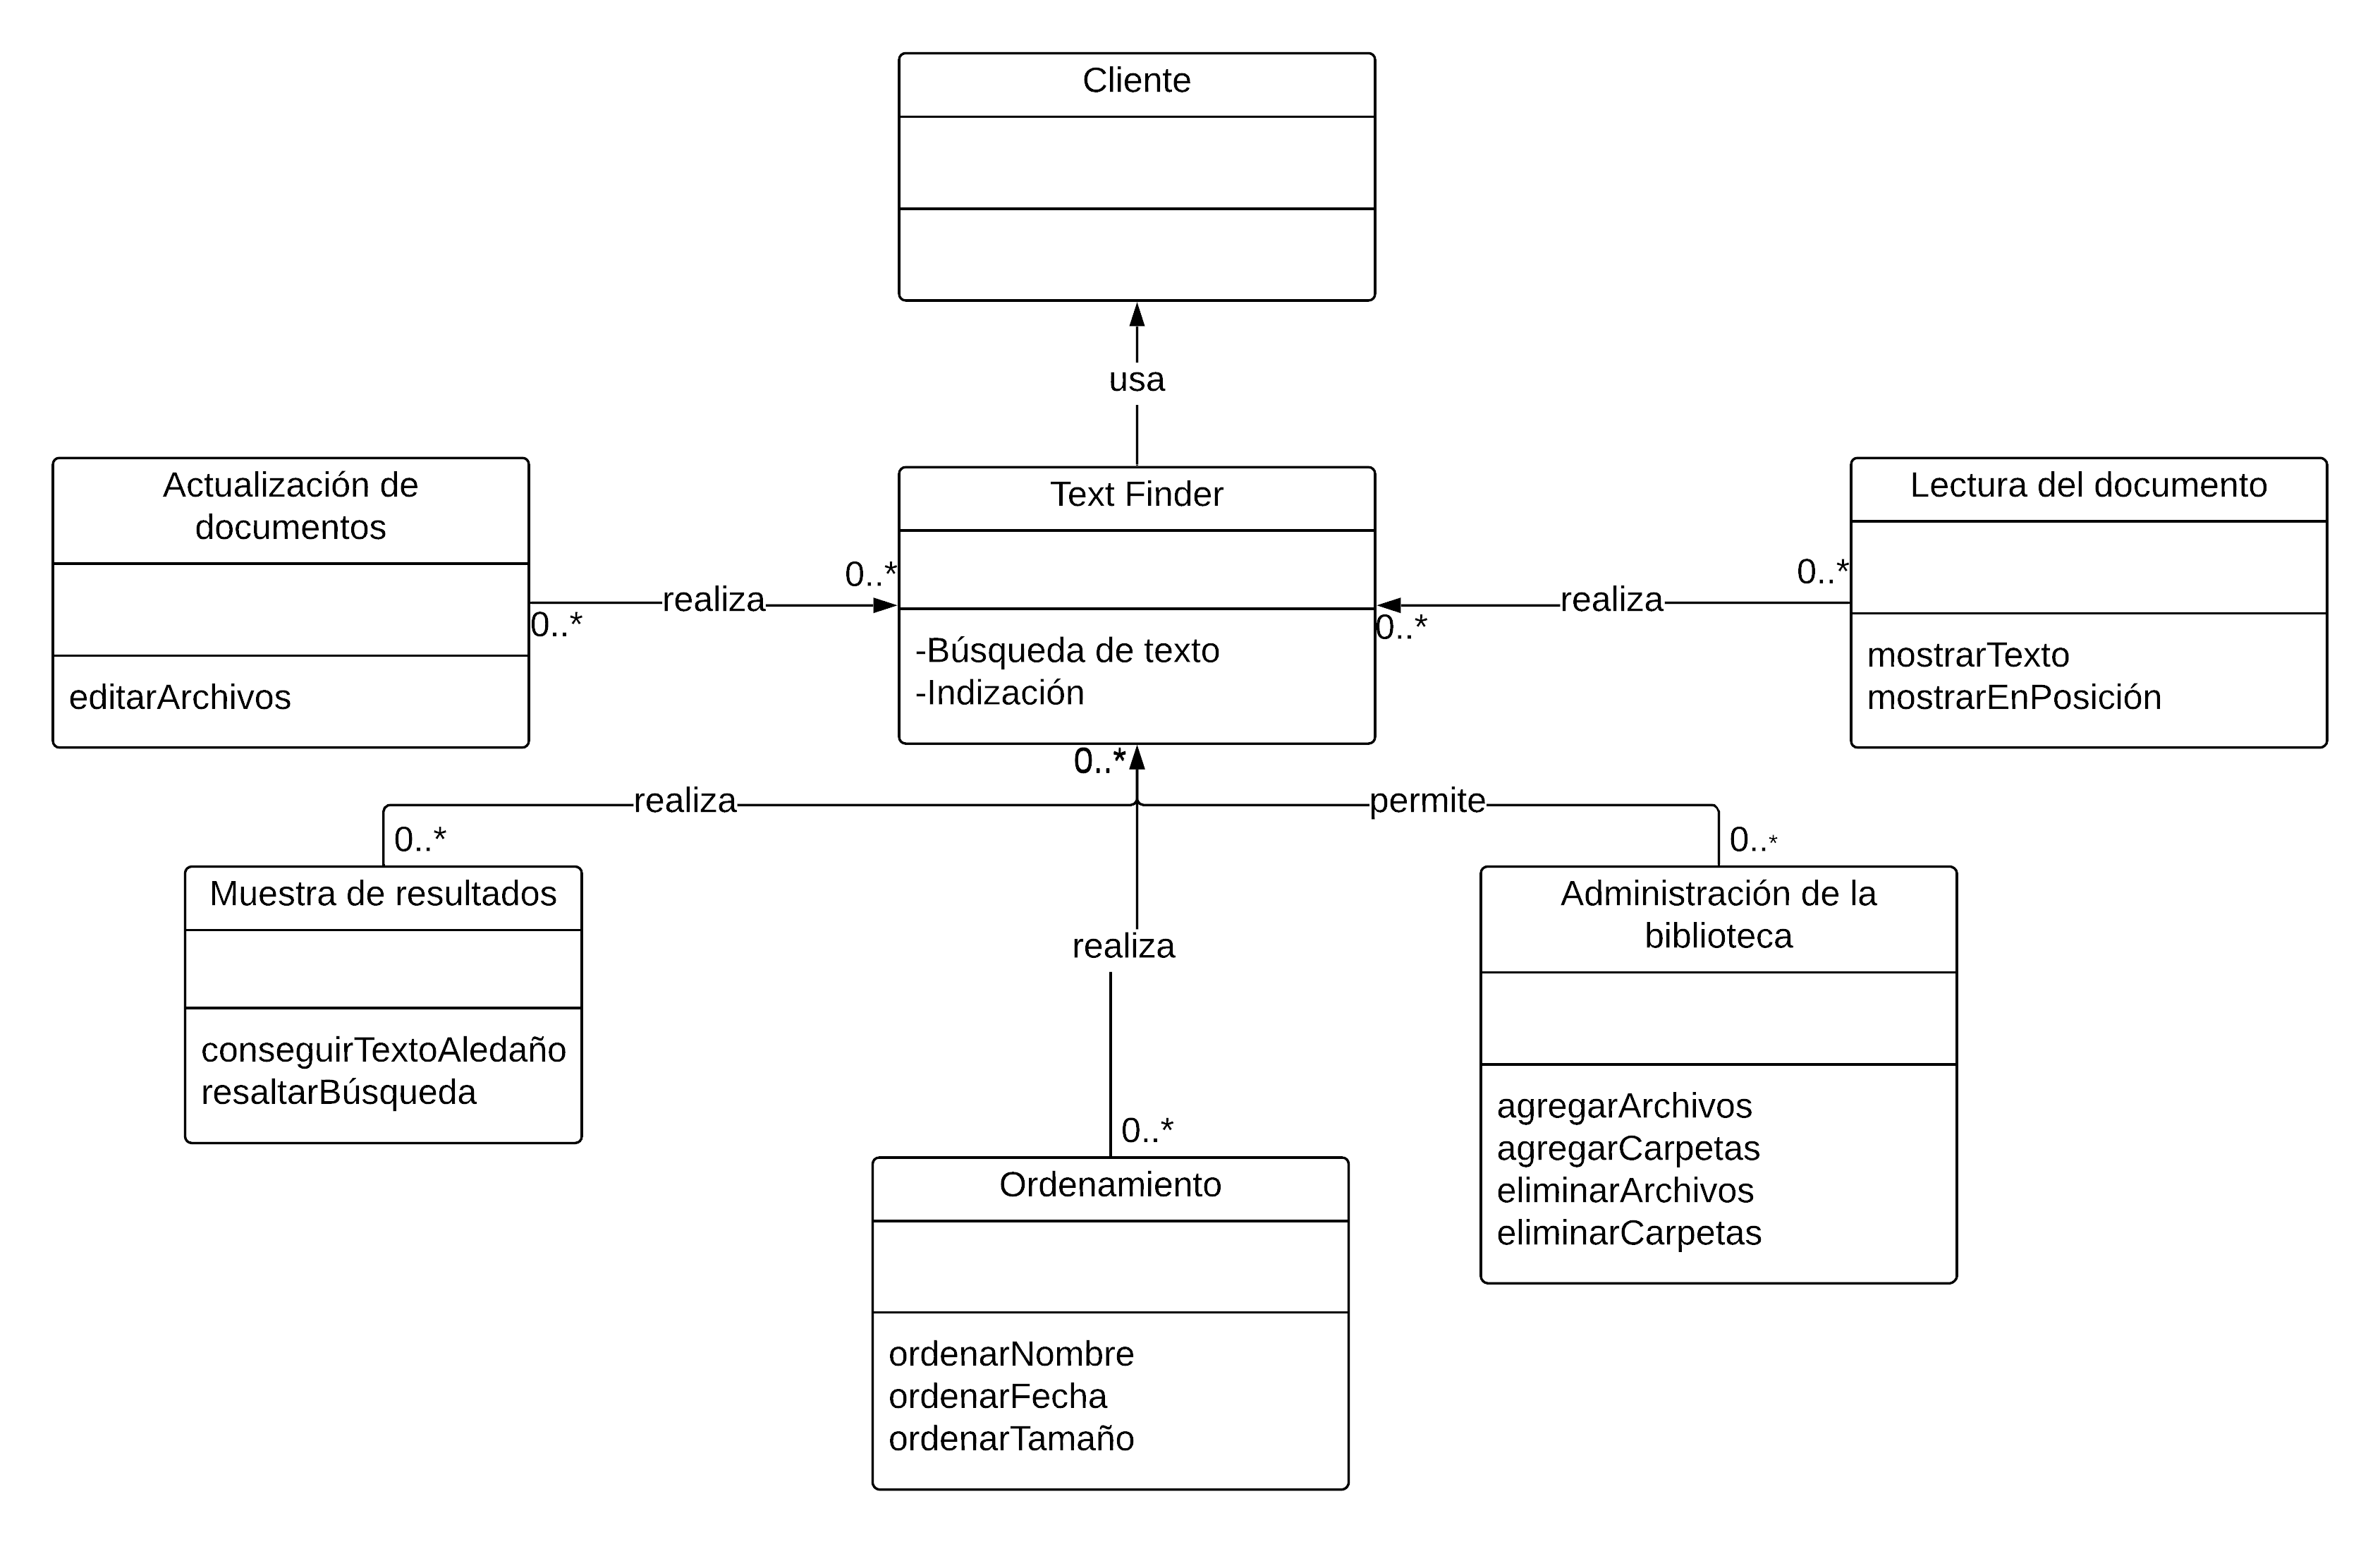 Cliente
usa
Actualización de
documentos
editarArchivos
0..*
realiza
0..*
Text Finder
-Búsqueda de texto
-Indización
0..*
realiza
0..*
Lectura del documento
mostrarTexto
mostrarEnPosición
0..*
realiza
0..*
permite
0..*
Muestra de resultados
conseguirTextoAledaño
resaltarBúsqueda
realiza
0..*
Ordenamiento
ordenarNombre
ordenarFecha
ordenarTamaño
Administración de la
biblioteca
agregarArchivos
agregarCarpetas
eliminarArchivos
eliminarCarpetas